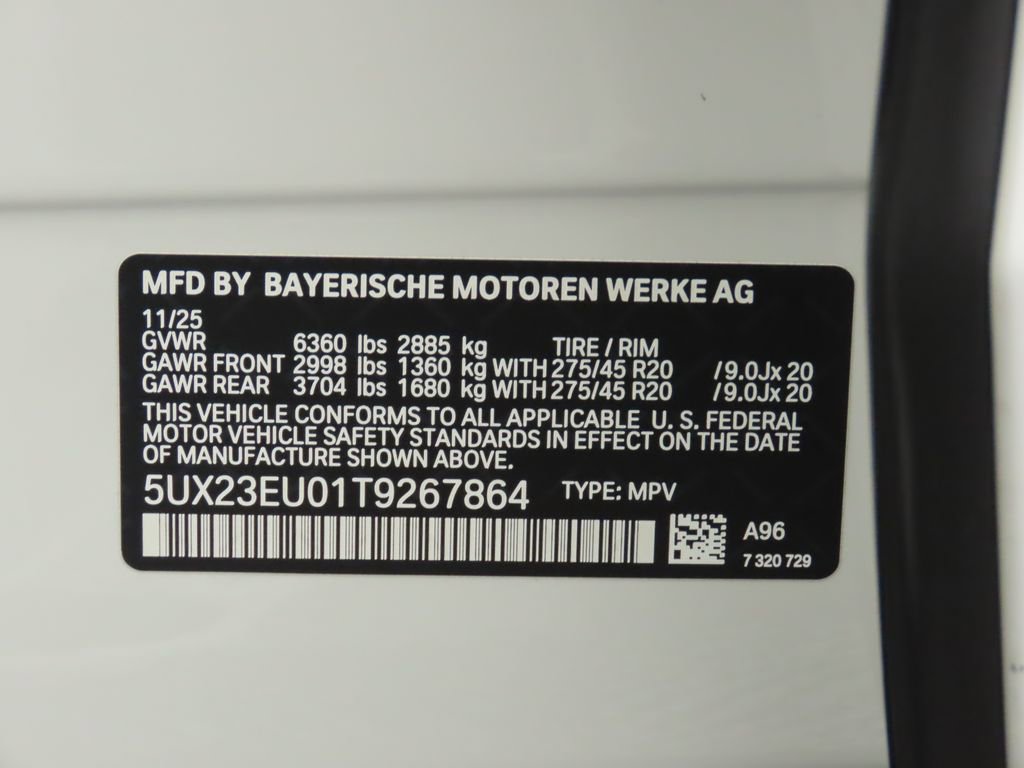 MFD BY BAYERISCHE MOTOREN WERKE AG
11/25
GVWR 6360 lbs 2885 kg TIRE / RIM
GAWR FRONT 2998 lbs 1360 kg WITH 275/45 R20 /9.0Jx 20
GAWR REAR 3704 lbs 1680 kg WITH 275/45 R20 /9.0Jx 20
THIS VEHICLE CONFORMS TO ALL APPLICABLE U. S. FEDERAL
MOTOR VEHICLE SAFETY STANDARDS IN EFFECT ON THE DATE
OF MANUFACTURE SHOWN ABOVE.
5UX23EU01T9267864 TYPE: MPV
A96
7 320 729